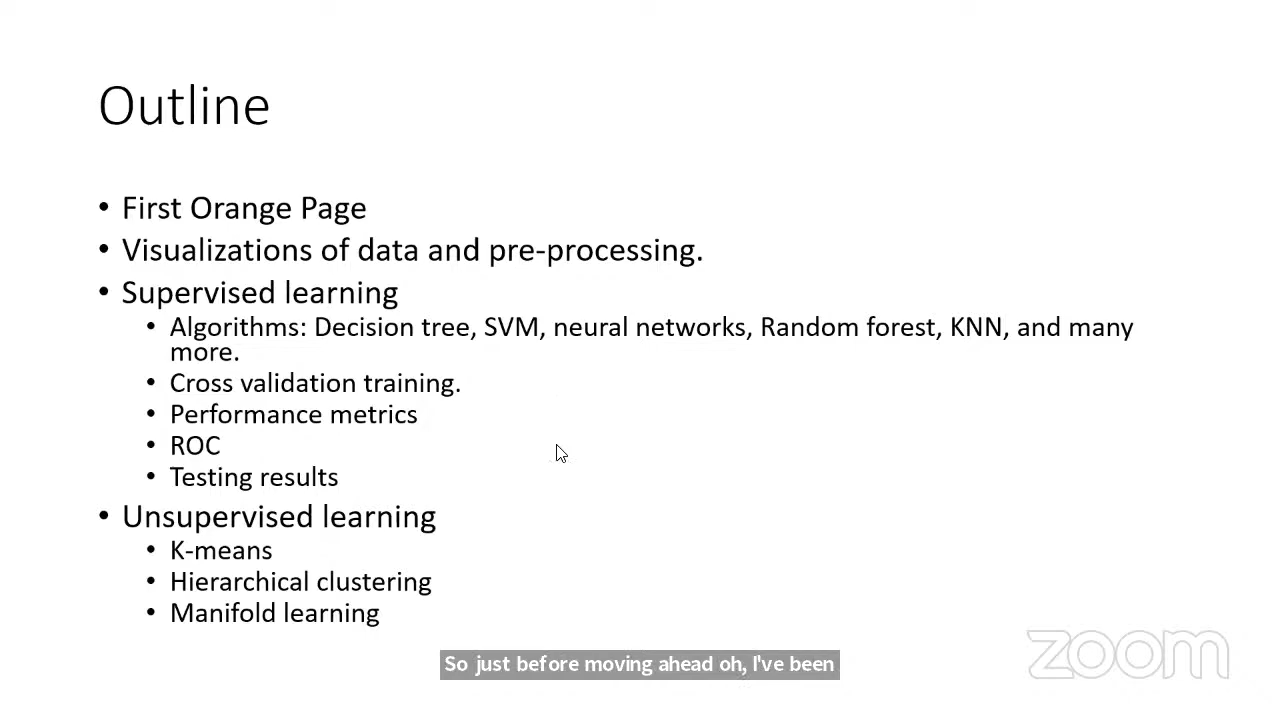 Outline
• First Orange Page
• Visualizations of data and pre-processing.
• Supervised learning
• Algorithms: Decision tree, SVM, neural networks, Random forest, KNN, and many
more.
• Cross validation training.
• Performance metrics
• ROC
• Testing results
• Unsupervised learning
• K-means
• Hierarchical clustering
• Manifold learning
So just before moving ahead oh, I've been
zoom